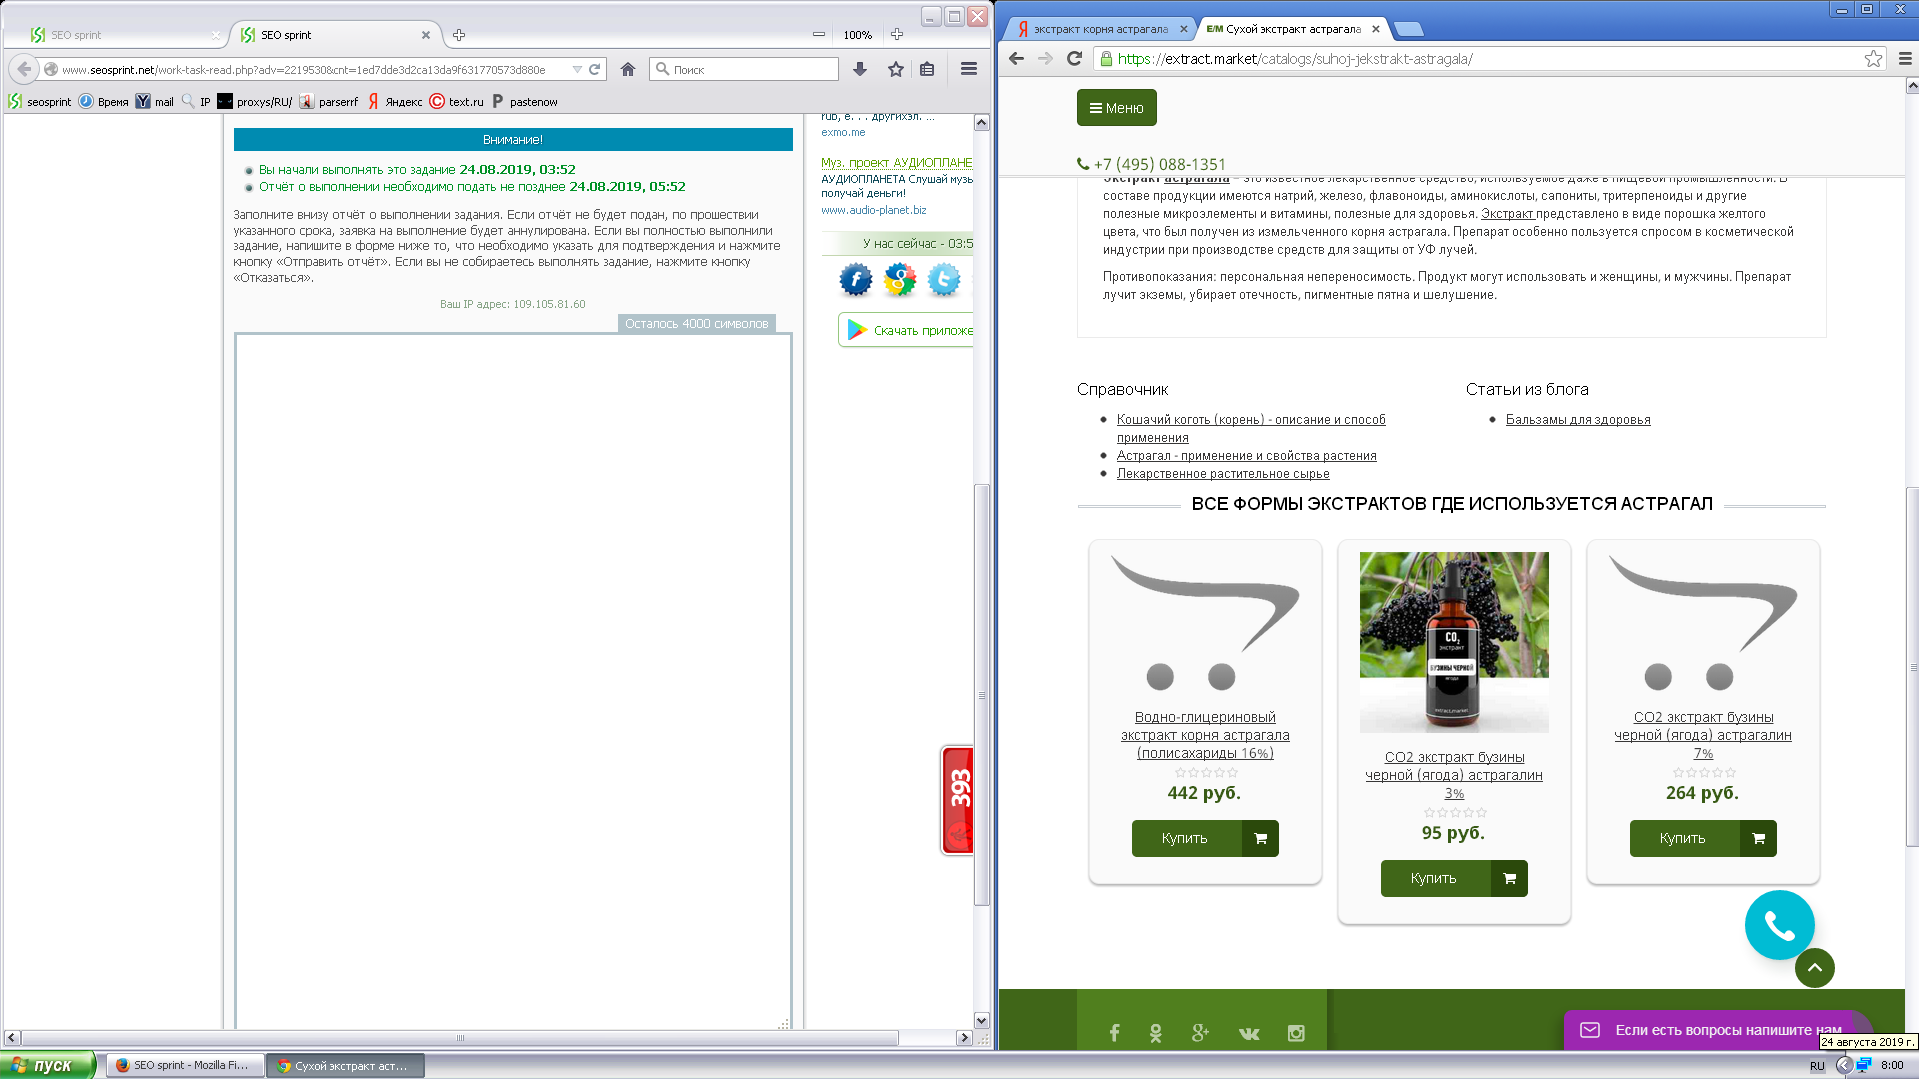 SEO sprint
SEO sprint
100%
www.seosprint.net/work-task-read.php?adv=2219530&cnt=1ed7dde3d2ca13da9f631770573d880e
Поиск
seosprint
Время
mail
IP
proxys/RU/
parserrf
Яндекс
text.ru
pastenow
Внимание!
Вы начали выполнять это задание 24.08.2019, 03:52
Отчёт о выполнении необходимо подать не позднее 24.08.2019, 05:52
Заполните внизу отчёт о выполнении задания. Если отчёт не будет подан, по прошествии
указанного срока, заявка на выполнение будет аннулирована. Если вы полностью выполнили
задание, напишите в форме ниже то, что необходимо указать для подтверждения и нажмите
кнопку «Отправить отчёт». Если вы не собираетесь выполнять задание, нажмите кнопку
«Отказаться».
Ваш IP адрес: 109.105.81.60
Осталось 4000 символов
rub, е. . . другихэл. ...
exmo.me
Муз. проект АУДИОПЛАНЕ
АУДИОПЛАНЕТА Слушай музы
получай деньги!
www.audio-planet.biz
У нас сейчас - 03:5
Скачать приложе
393
экстракт корня астрагала
E/M Сухой экстракт астрагала
https://extract.market/catalogs/suhoj-jekstrakt-astragala/
Меню
+7 (495) 088-1351
Экстракт астрагала – это известное лекарственное средство, используемое даже в пищевой промышленности. В
составе продукции имеются натрий, железо, флавоноиды, аминокислоты, сапониты, тритерпеноиды и другие
полезные микроэлементы и витамины, полезные для здоровья. Экстракт представлено в виде порошка желтого
цвета, что был получен из измельченного корня астрагала. Препарат особенно пользуется спросом в косметической
индустрии при производстве средств для защиты от УФ лучей.
Противопоказания: персональная непереносимость. Продукт могут использовать и женщины, и мужчины. Препарат
лучит экземы, убирает отечность, пигментные пятна и шелушение.
Справочник
Кошачий коготь (корень) - описание и способ
применения
Астрагал - применение и свойства растения
Лекарственное растительное сырье
Статьи из блога
Бальзамы для здоровья
ВСЕ ФОРМЫ ЭКСТРАКТОВ ГДЕ ИСПОЛЬЗУЕТСЯ АСТРАГАЛ
Водно-глицериновый
экстракт корня астрагала
(полисахариды 16%)
442 руб.
Купить
CO2
экстракт
БУЗИНЫ ЧЕРНОЙ
ягоды
extract.market
СО2 экстракт бузины
черной (ягода) астрагалин
3%
95 руб.
Купить
СО2 экстракт бузины
черной (ягода) астрагалин
7%
264 руб.
Купить
Если есть вопросы напишите нам
24 августа 2019 г.
пуск
SEO sprint - Mozilla Fi...
Сухой экстракт аст...
RU
8:00